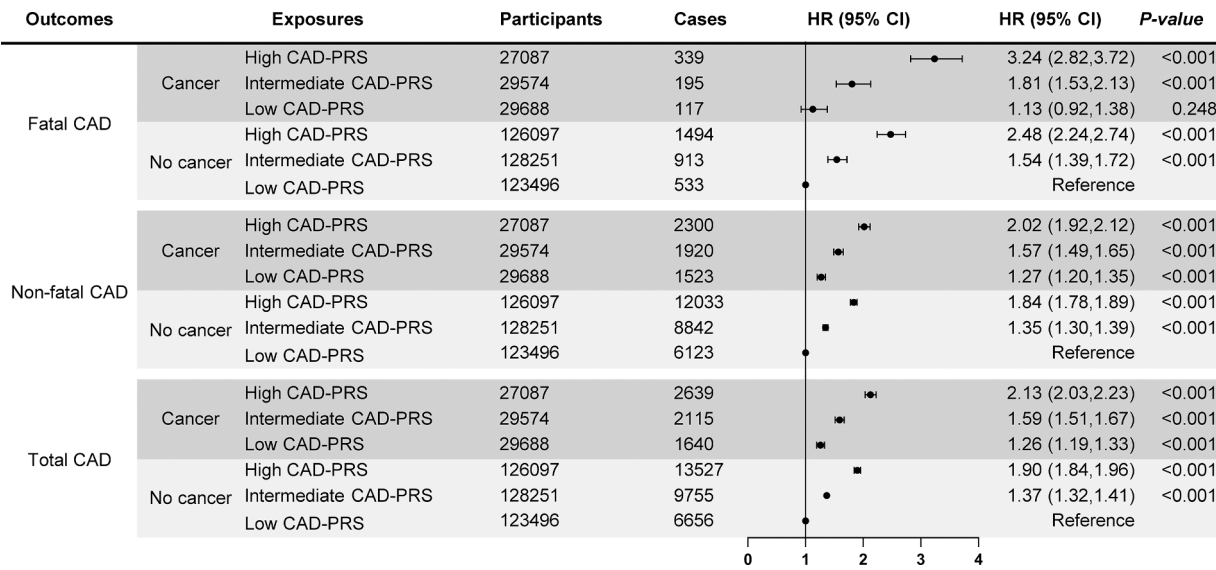 Outcomes Exposures Participants Cases HR (95% CI) HR (95% CI) P-value
Fatal CAD
Cancer
High CAD-PRS 27087 339 3.24 (2.82,3.72) <0.001
Intermediate CAD-PRS 29574 195 1.81 (1.53,2.13) <0.001
Low CAD-PRS 29688 117 1.13 (0.92,1.38) 0.248
No cancer
High CAD-PRS 126097 1494 2.48 (2.24,2.74) <0.001
Intermediate CAD-PRS 128251 913 1.54 (1.39,1.72) <0.001
Low CAD-PRS 123496 533 Reference
Non-fatal CAD
Cancer
High CAD-PRS 27087 2300 2.02 (1.92,2.12) <0.001
Intermediate CAD-PRS 29574 1920 1.57 (1.49,1.65) <0.001
Low CAD-PRS 29688 1523 1.27 (1.20,1.35) <0.001
No cancer
High CAD-PRS 126097 12033 1.84 (1.78,1.89) <0.001
Intermediate CAD-PRS 128251 8842 1.35 (1.30,1.39) <0.001
Low CAD-PRS 123496 6123 Reference
Total CAD
Cancer
High CAD-PRS 27087 2639 2.13 (2.03,2.23) <0.001
Intermediate CAD-PRS 29574 2115 1.59 (1.51,1.67) <0.001
Low CAD-PRS 29688 1640 1.26 (1.19,1.33) <0.001
No cancer
High CAD-PRS 126097 13527 1.90 (1.84,1.96) <0.001
Intermediate CAD-PRS 128251 9755 1.37 (1.32,1.41) <0.001
Low CAD-PRS 123496 6656 Reference
0 1 2 3 4